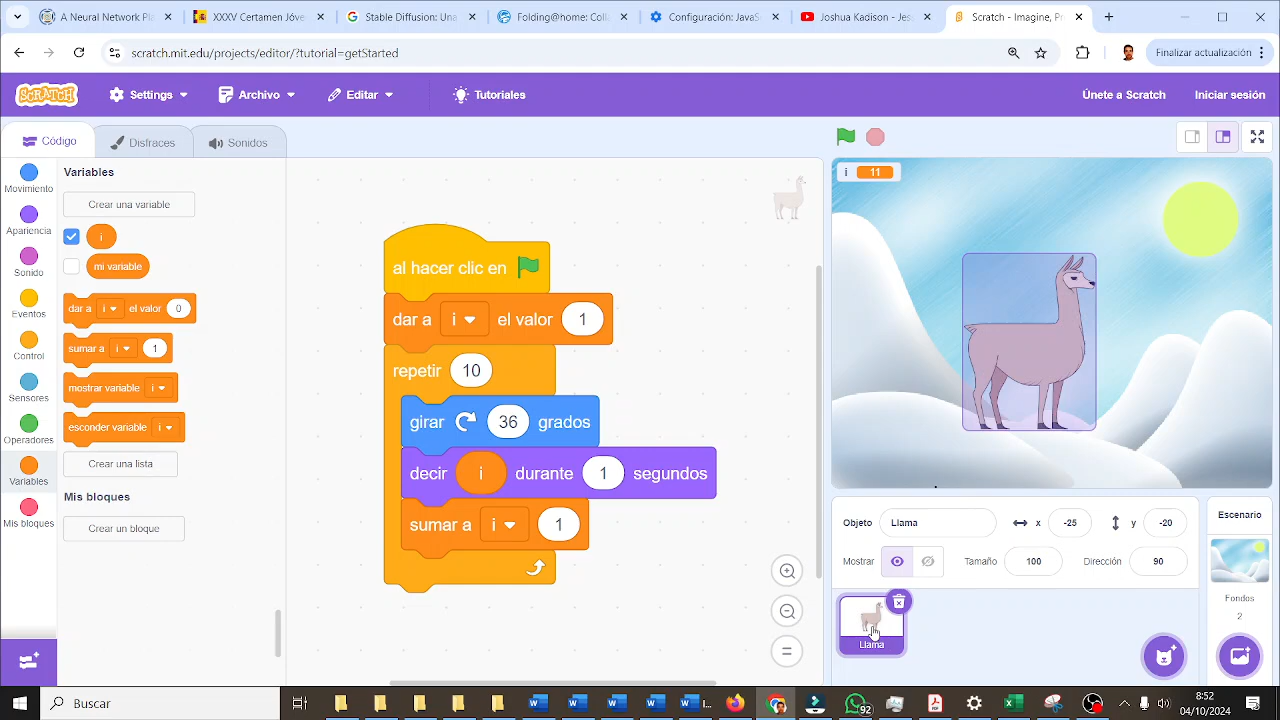 A Neural Network Pl
XXXV Certamen Jóve
Stable Diffusion: Una
Folding@home: Cola
Configuración: JavaS
Scratch - Imagine, Pr
scratch.mit.edu/projects/editor/?tutorial=getStarted
Finalizar actualización
SCRATCH
Settings
Archivo
Editar
Tutoriales
Únete a Scratch
Iniciar sesión
Código
Disfraces
Sonidos
Movimiento
Apariencia
Sonido
Eventos
Control
Sensores
Operadores
Variables
Mis bloques
Variables
Crear una variable
i
mi variable
dar a i el valor 0
sumar a i 1
mostrar variable i
esconder variable i
Crear una lista
Mis bloques
Crear un bloque
al hacer clic en
dar a i el valor 1
repetir 10
girar 36 grados
decir i durante 1 segundos
sumar a i 1
i 11
Objeto Llama x -25 y -20
Mostrar Tamaño 100 Dirección 90
Llama
Escenario
Fondos
2
Buscar
92
8:52
04/10/2024